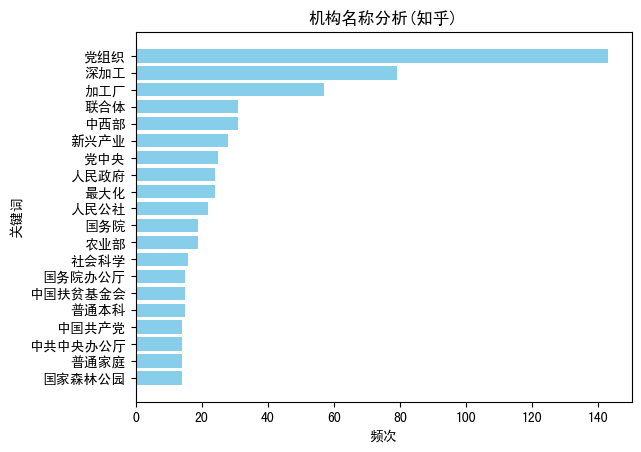 机构名称分析(知乎)
关键词
党组织
深加工
加工厂
联合体
中西部
新兴产业
党中央
人民政府
最大化
人民公社
国务院
农业部
社会科学
国务院办公厅
中国扶贫基金会
普通本科
中国共产党
中共中央办公厅
普通家庭
国家森林公园
0 20 40 60 80 100 120 140
频次